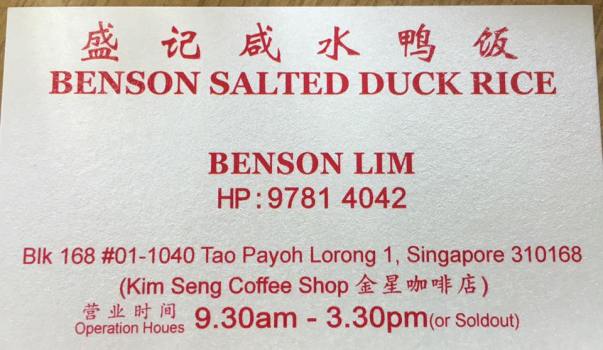 盛记咸水鸭饭
BENSON SALTED DUCK RICE
BENSON LIM
HP : 9781 4042
Blk 168 #01-1040 Tao Payoh Lorong 1, Singapore 310168
(Kim Seng Coffee Shop 金星咖啡店)
营业时间
Operation Houes 9.30am - 3.30pm (or Soldout)